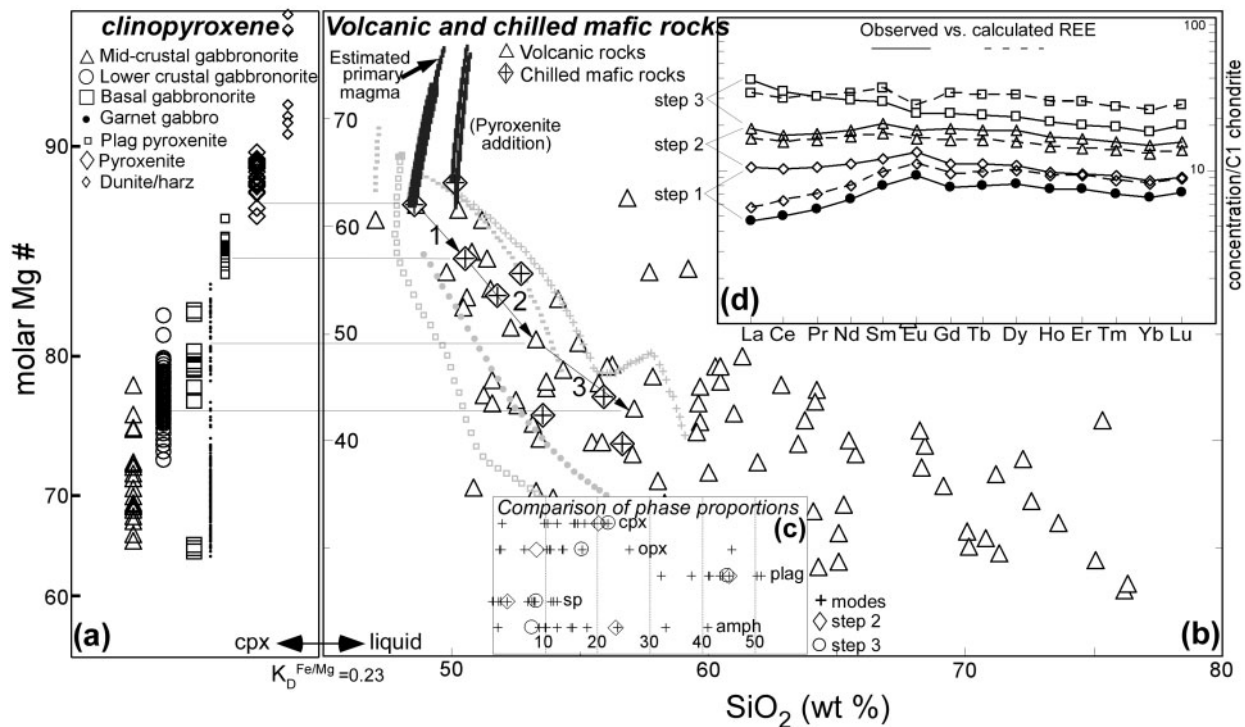 clinopyroxene
Mid-crustal gabbronorite
Lower crustal gabbronorite
Basal gabbronorite
Garnet gabbro
Plag pyroxenite
Pyroxenite
Dunite/harz
90
80
70
60
molar Mg #
(a)
cpx
liquid
K_D^Fe/Mg =0.23
Volcanic and chilled mafic rocks
Estimated
primary
magma
Volcanic rocks
Chilled mafic rocks
(Pyroxenite
addition)
70
60
50
40
1
2
3
(b)
50
60
70
80
SiO2 (wt %)
Comparison of phase proportions
(c)
cpx
opx
plag
sp
amph
10
20
30
40
50
modes
step 2
step 3
Observed vs. calculated REE
step 3
step 2
step 1
100
10
concentration/C1 chondrite
(d)
La Ce Pr Nd Sm Eu Gd Tb Dy Ho Er Tm Yb Lu